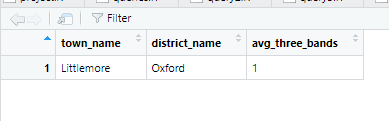 Filter
town_name district_name avg_three_bands
1 Littlemore Oxford 1